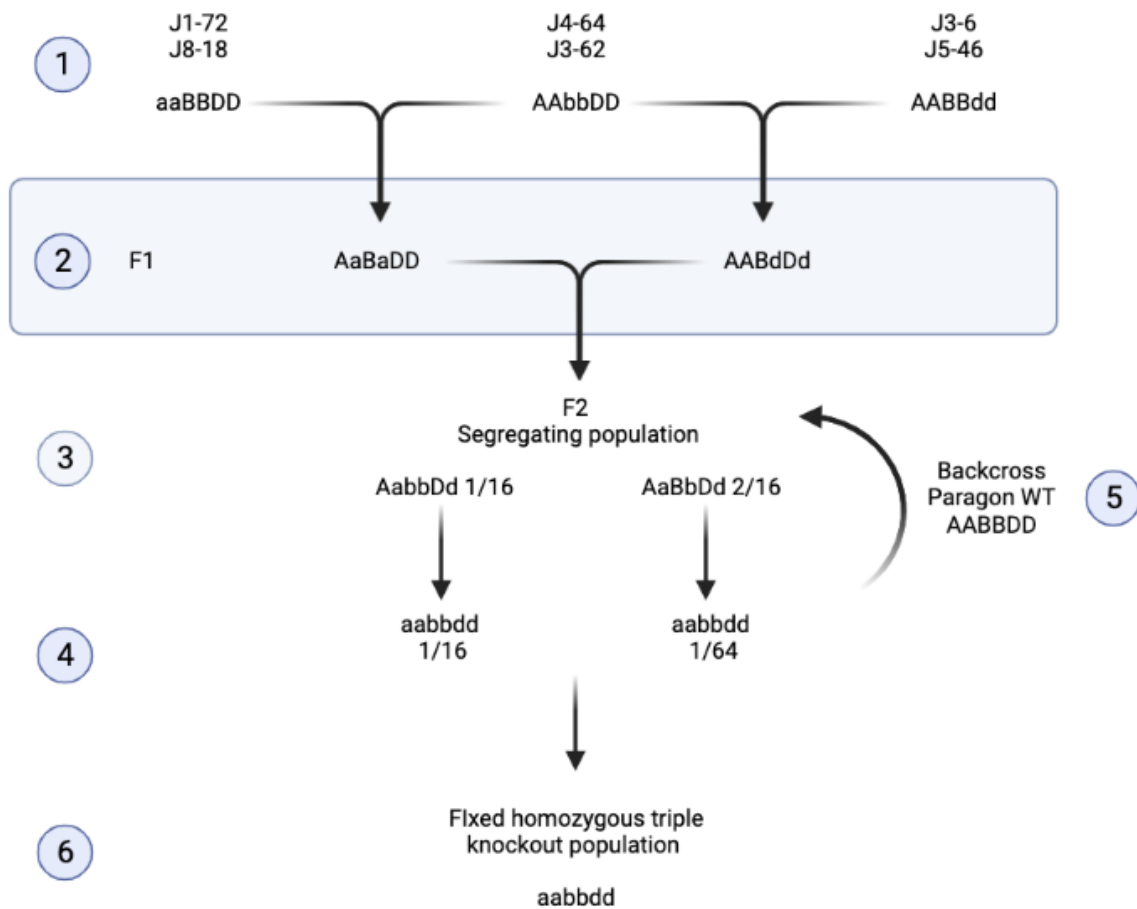 J1-72
J8-18
J4-64
J3-62
J3-6
J5-46
1
aaBBDD
AAbbDD
AABBdd
2
F1
AaBaDD
AABdDd
F2
Segregating population
3
AabbDd 1/16
AaBbDd 2/16
Backcross
Paragon WT
AABBDD
5
4
aabbdd
1/16
aabbdd
1/64
6
FIxed homozygous triple
knockout population
aabbdd